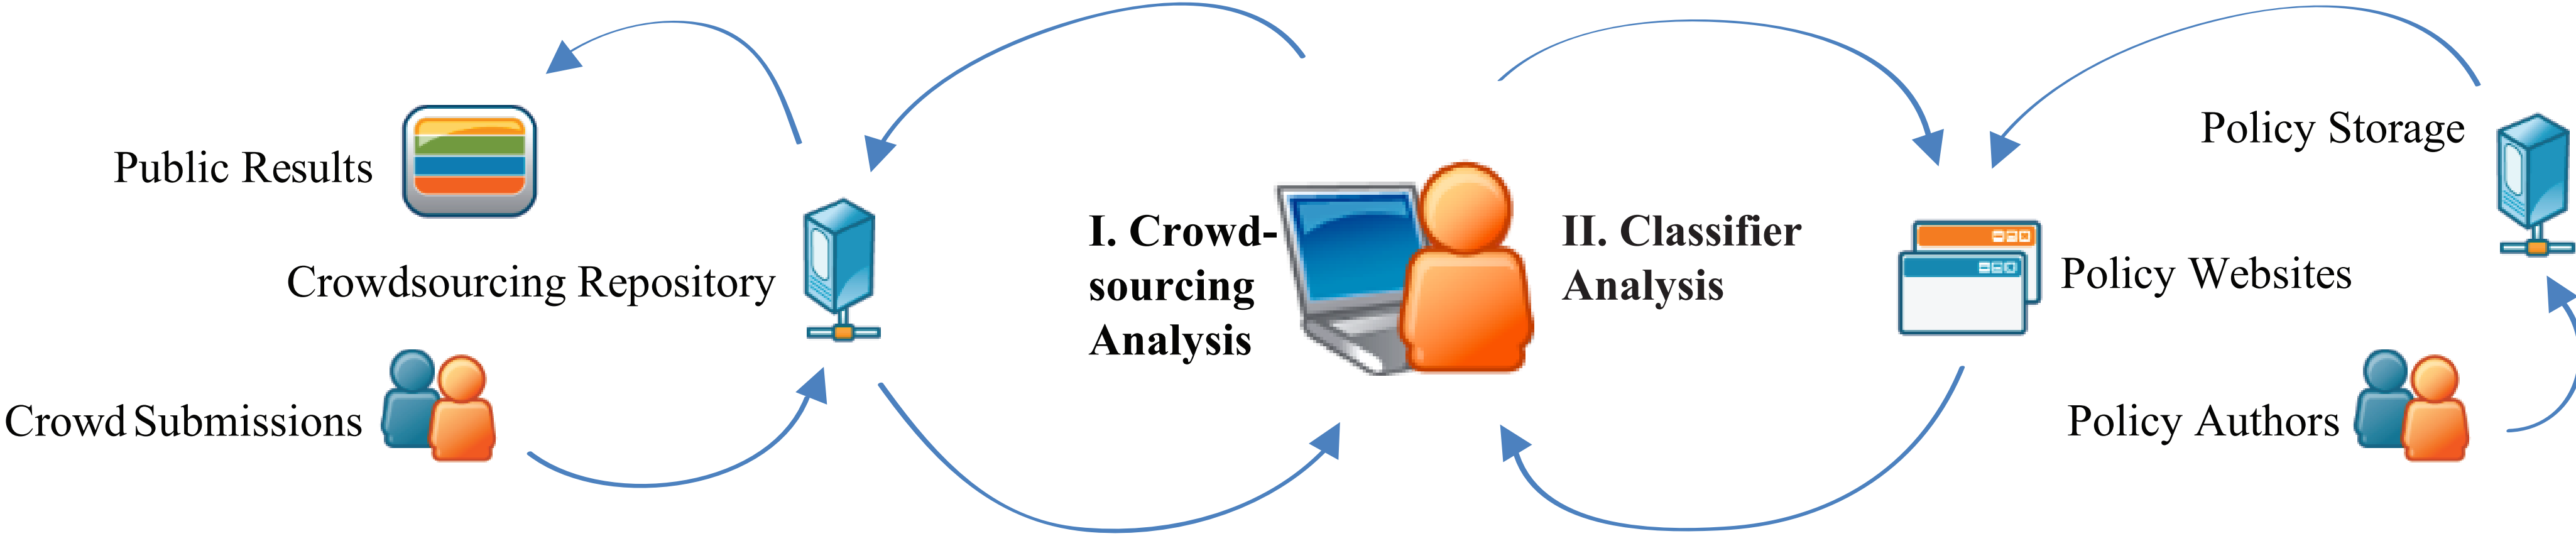 Public Results
Crowdsourcing Repository
Crowd Submissions
I. Crowd-
sourcing
Analysis
II. Classifier
Analysis
Policy Storage
Policy Websites
Policy Authors